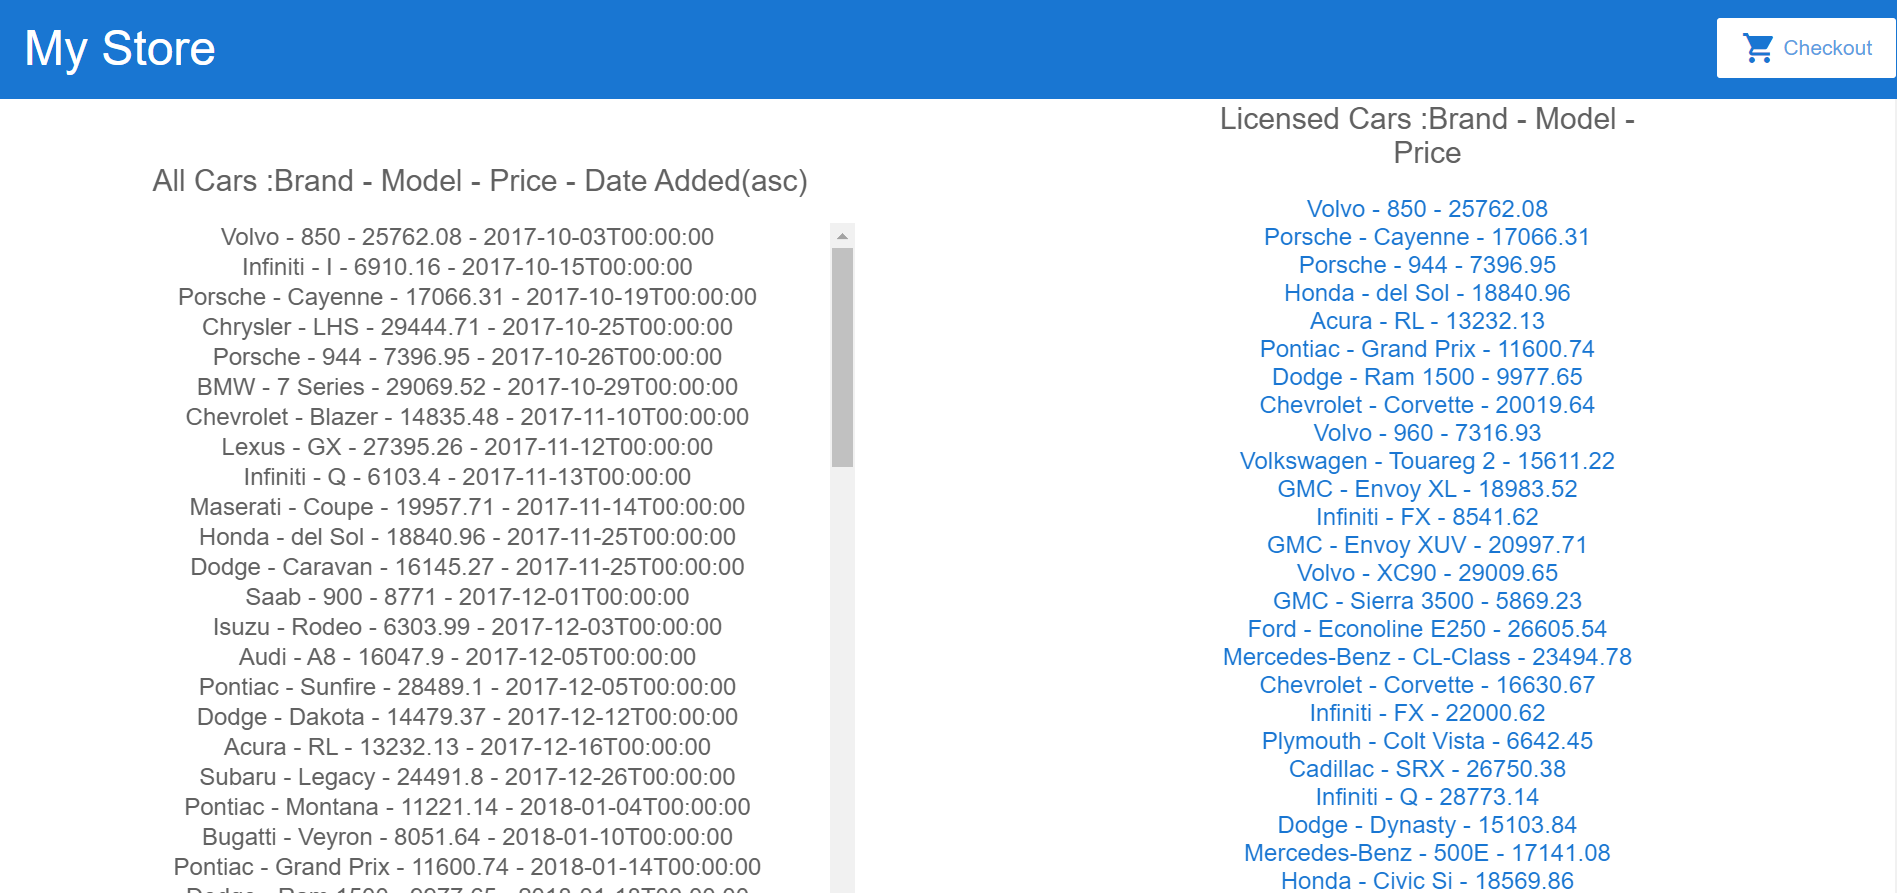 My Store
Checkout
All Cars :Brand - Model - Price - Date Added(asc)
Volvo - 850 - 25762.08 - 2017-10-03T00:00:00
Infiniti - I - 6910.16 - 2017-10-15T00:00:00
Porsche - Cayenne - 17066.31 - 2017-10-19T00:00:00
Chrysler - LHS - 29444.71 - 2017-10-25T00:00:00
Porsche - 944 - 7396.95 - 2017-10-26T00:00:00
BMW - 7 Series - 29069.52 - 2017-10-29T00:00:00
Chevrolet - Blazer - 14835.48 - 2017-11-10T00:00:00
Lexus - GX - 27395.26 - 2017-11-12T00:00:00
Infiniti - Q - 6103.4 - 2017-11-13T00:00:00
Maserati - Coupe - 19957.71 - 2017-11-14T00:00:00
Honda - del Sol - 18840.96 - 2017-11-25T00:00:00
Dodge - Caravan - 16145.27 - 2017-11-25T00:00:00
Saab - 900 - 8771 - 2017-12-01T00:00:00
Isuzu - Rodeo - 6303.99 - 2017-12-03T00:00:00
Audi - A8 - 16047.9 - 2017-12-05T00:00:00
Pontiac - Sunfire - 28489.1 - 2017-12-05T00:00:00
Dodge - Dakota - 14479.37 - 2017-12-12T00:00:00
Acura - RL - 13232.13 - 2017-12-16T00:00:00
Subaru - Legacy - 24491.8 - 2017-12-26T00:00:00
Pontiac - Montana - 11221.14 - 2018-01-04T00:00:00
Bugatti - Veyron - 8051.64 - 2018-01-10T00:00:00
Pontiac - Grand Prix - 11600.74 - 2018-01-14T00:00:00
Licensed Cars :Brand - Model -
Price
Volvo - 850 - 25762.08
Porsche - Cayenne - 17066.31
Porsche - 944 - 7396.95
Honda - del Sol - 18840.96
Acura - RL - 13232.13
Pontiac - Grand Prix - 11600.74
Dodge - Ram 1500 - 9977.65
Chevrolet - Corvette - 20019.64
Volvo - 960 - 7316.93
Volkswagen - Touareg 2 - 15611.22
GMC - Envoy XL - 18983.52
Infiniti - FX - 8541.62
GMC - Envoy XUV - 20997.71
Volvo - XC90 - 29009.65
GMC - Sierra 3500 - 5869.23
Ford - Econoline E250 - 26605.54
Mercedes-Benz - CL-Class - 23494.78
Chevrolet - Corvette - 16630.67
Infiniti - FX - 22000.62
Plymouth - Colt Vista - 6642.45
Cadillac - SRX - 26750.38
Infiniti - Q - 28773.14
Dodge - Dynasty - 15103.84
Mercedes-Benz - 500E - 17141.08
Honda - Civic Si - 18569.86